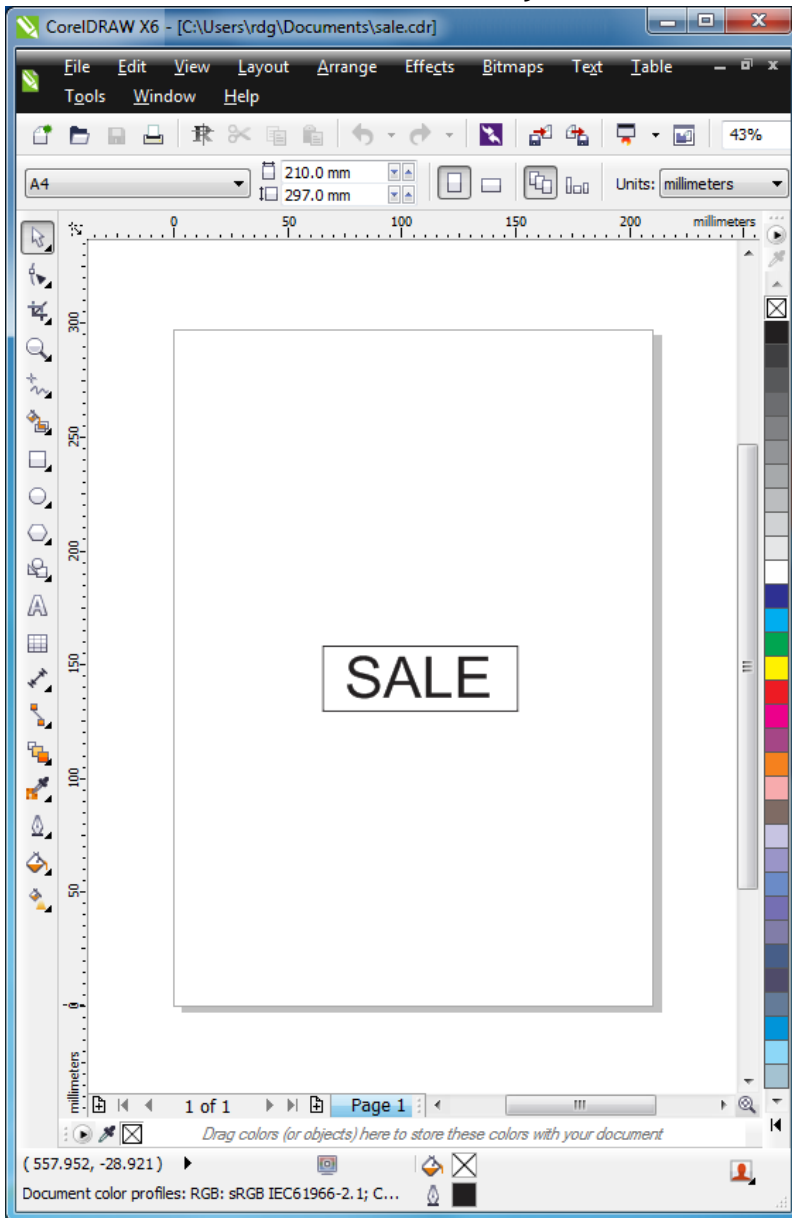 CorelDRAW X6 - [C:\Users\rdg\Documents\sale.cdr]
File Edit View Layout Arrange Effects Bitmaps Text Table
Tools Window Help
43%
A4
210.0 mm
297.0 mm
Units: millimeters
0 50 100 150 200 millimeters
300
250
200
150
100
50
0
millimeters
SALE
1 of 1 Page 1
Drag colors (or objects) here to store these colors with your document
( 557.952, -28.921 )
Document color profiles: RGB: sRGB IEC61966-2.1; C...